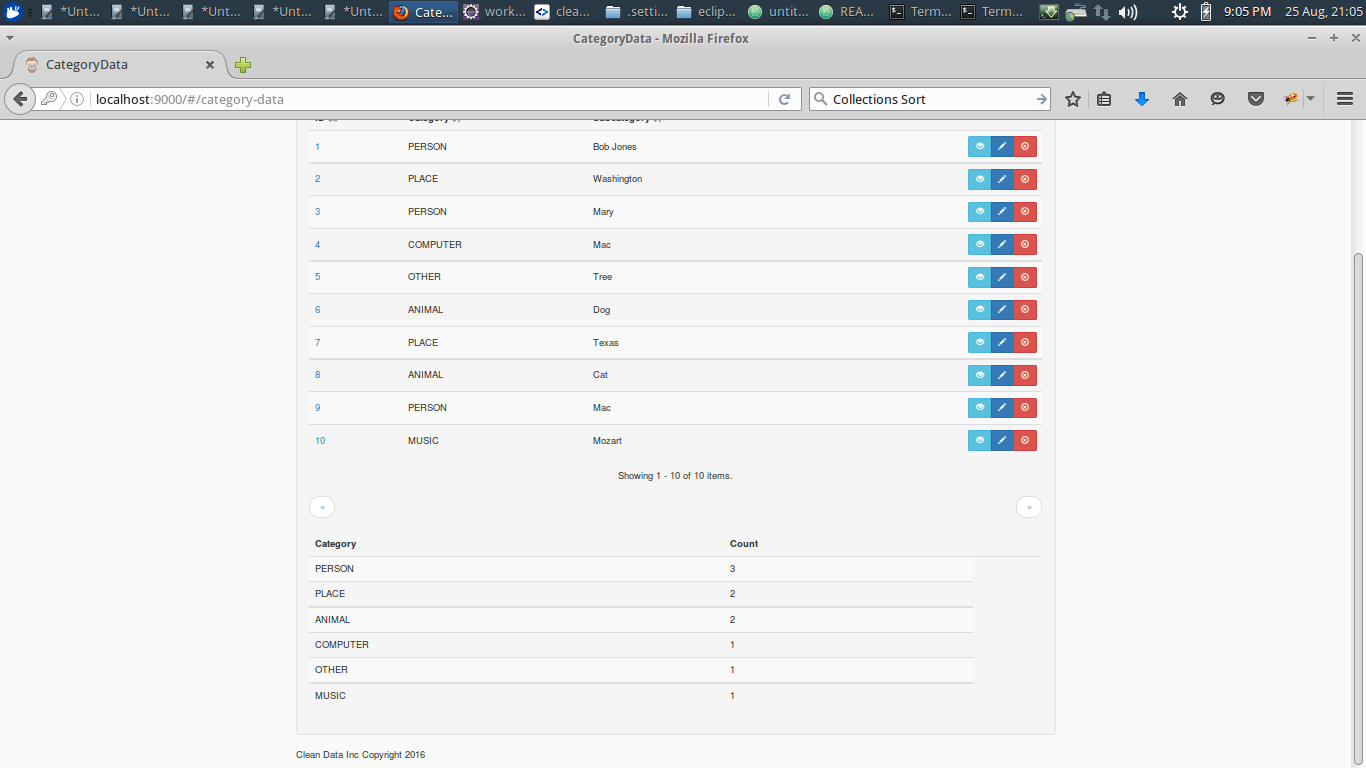 *Unt... *Unt... *Unt... *Unt... *Unt... Cate... work... clea... .setti... eclip... untit... REA... Term... Term... 9:05 PM 25 Aug, 21:05
CategoryData - Mozilla Firefox
CategoryData
localhost:9000/#/category-data Collections Sort
ID Category Subcategory
1 PERSON Bob Jones
2 PLACE Washington
3 PERSON Mary
4 COMPUTER Mac
5 OTHER Tree
6 ANIMAL Dog
7 PLACE Texas
8 ANIMAL Cat
9 PERSON Mac
10 MUSIC Mozart
Showing 1 - 10 of 10 items.
« »
Category Count
PERSON 3
PLACE 2
ANIMAL 2
COMPUTER 1
OTHER 1
MUSIC 1
Clean Data Inc Copyright 2016